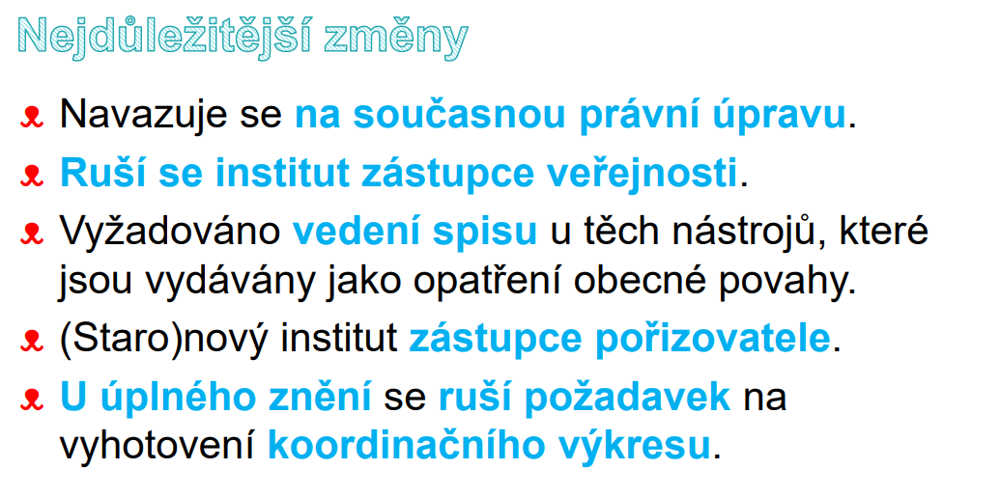 Nejdůležitější změny
Navazuje se na současnou právní úpravu.
Ruší se institut zástupce veřejnosti.
Vyžadováno vedení spisu u těch nástrojů, které
jsou vydávány jako opatření obecné povahy.
(Staro)nový institut zástupce pořizovatele.
U úplného znění se ruší požadavek na
vyhotovení koordinačního výkresu.